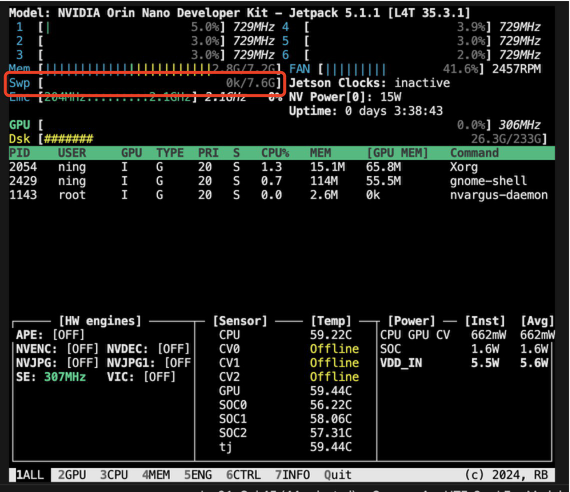 Model: NVIDIA Orin Nano Developer Kit - Jetpack 5.1.1 [L4T 35.3.1]
1 [| 5.0%] 729MHz 4 [ 3.9%] 729MHz
2 [ 3.0%] 729MHz 5 [ 3.0%] 729MHz
3 [ 3.0%] 729MHz 6 [ 2.0%] 729MHz
Mem [||||||||||||||||||||||| 2.8G/7.2G] FAN [||||||||| 41.6%] 2457RPM
Swp [ 0k/7.6G] Jetson Clocks: inactive
Emc [204MHz.........2.1GHz] 2.1GHz 0% NV Power[0]: 15W
Uptime: 0 days 3:38:43
GPU [ 0.0%] 306MHz
Dsk [####### 26.3G/233G]
PID USER GPU TYPE PRI S CPU% MEM [GPU MEM] Command
2054 ning I G 20 S 1.3 15.1M 65.8M Xorg
2429 ning I G 20 S 0.7 114M 55.5M gnome-shell
1143 root I G 20 S 0.0 2.6M 0k nvargus-daemon
[HW engines] [Sensor] [Temp] [Power] [Inst] [Avg]
APE: [OFF] CPU 59.22C CPU GPU CV 662mW 662mW
NVENC: [OFF] NVDEC: [OFF] CV0 Offline SOC 1.6W 1.6W
NVJPG: [OFF] NVJPG1: [OFF CV1 Offline VDD_IN 5.5W 5.6W
SE: 307MHz VIC: [OFF] CV2 Offline
GPU 59.44C
SOC0 56.22C
SOC1 58.06C
SOC2 57.31C
tj 59.44C
1ALL 2GPU 3CPU 4MEM 5ENG 6CTRL 7INFO Quit (c) 2024, RB